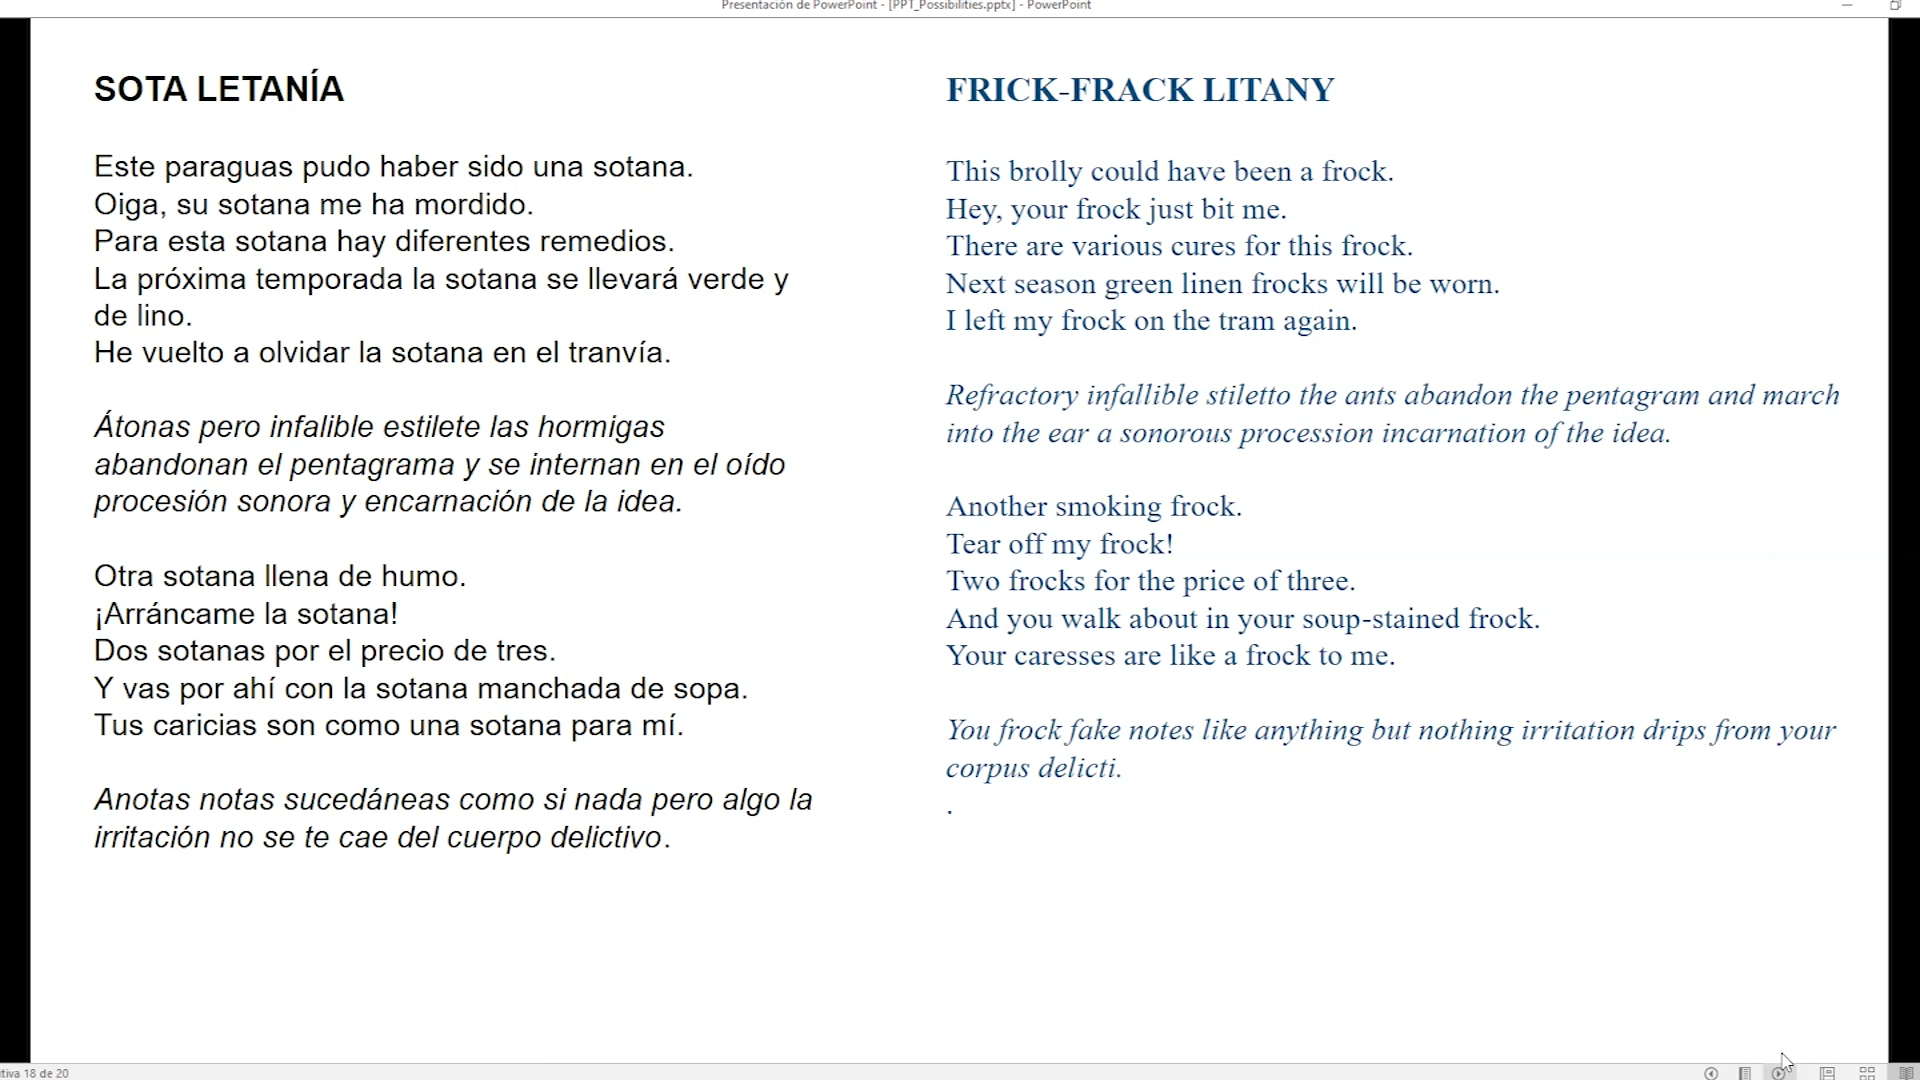 Presentación de PowerPoint - [PPT_Possibilities.pptx] - PowerPoint
SOTA LETANÍA
Este paraguas pudo haber sido una sotana.
Oiga, su sotana me ha mordido.
Para esta sotana hay diferentes remedios.
La próxima temporada la sotana se llevará verde y
de lino.
He vuelto a olvidar la sotana en el tranvía.
Átonas pero infalible estilete las hormigas
abandonan el pentagrama y se internan en el oído
procesión sonora y encarnación de la idea.
Otra sotana llena de humo.
¡Arráncame la sotana!
Dos sotanas por el precio de tres.
Y vas por ahí con la sotana manchada de sopa.
Tus caricias son como una sotana para mí.
Anotas notas sucedáneas como si nada pero algo la
irritación no se te cae del cuerpo delictivo.
FRICK-FRACK LITANY
This brolly could have been a frock.
Hey, your frock just bit me.
There are various cures for this frock.
Next season green linen frocks will be worn.
I left my frock on the tram again.
Refractory infallible stiletto the ants abandon the pentagram and march
into the ear a sonorous procession incarnation of the idea.
Another smoking frock.
Tear off my frock!
Two frocks for the price of three.
And you walk about in your soup-stained frock.
Your caresses are like a frock to me.
You frock fake notes like anything but nothing irritation drips from your
corpus delicti.
.
itiva 18 de 20